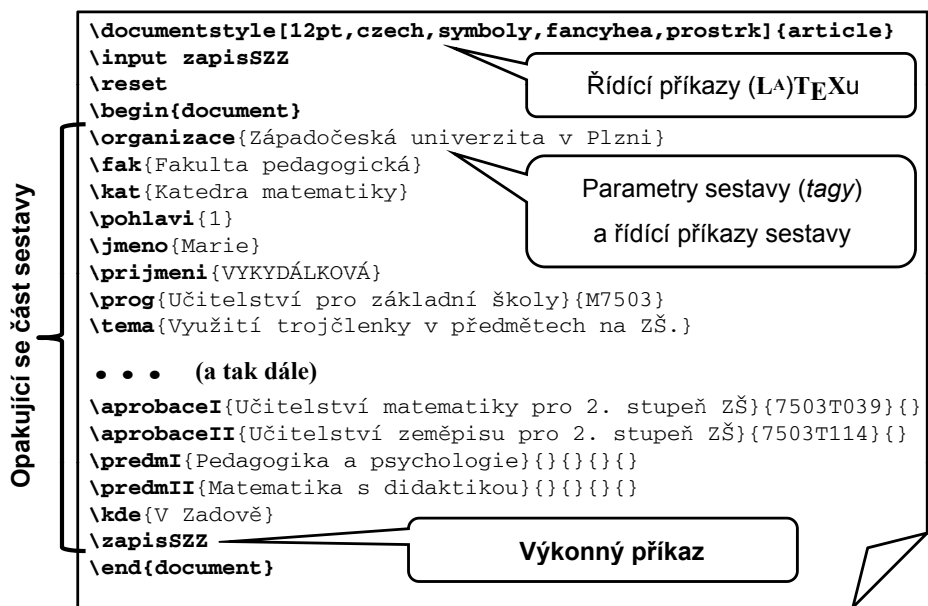 \documentstyle[12pt,czech,symboly,fancyhea,prostrk]{article}
\input zapisSZZ
\reset
Řídící příkazy (LA)TEXu
\begin{document}
\organizace{Západočeská univerzita v Plzni}
\fak{Fakulta pedagogická}
\kat{Katedra matematiky}
\pohlavi{1}
\jmeno{Marie}
\prijmeni{VYKYDÁLKOVÁ}
Parametry sestavy (tagy)
a řídící příkazy sestavy
\prog{Učitelství pro základní školy}{M7503}
\tema{Využití trojčlenky v předmětech na ZŠ.}
• • • (a tak dále)
\aprobaceI{Učitelství matematiky pro 2. stupeň ZŠ}{7503T039}{}
\aprobaceII{Učitelství zeměpisu pro 2. stupeň ZŠ}{7503T114}{}
\predmI{Pedagogika a psychologie}{}{}{}{}
\predmII{Matematika s didaktikou}{}{}{}{}
\kde{V Zadově}
\zapisSZZ
Výkonný příkaz
\end{document}
Opakující se část sestavy